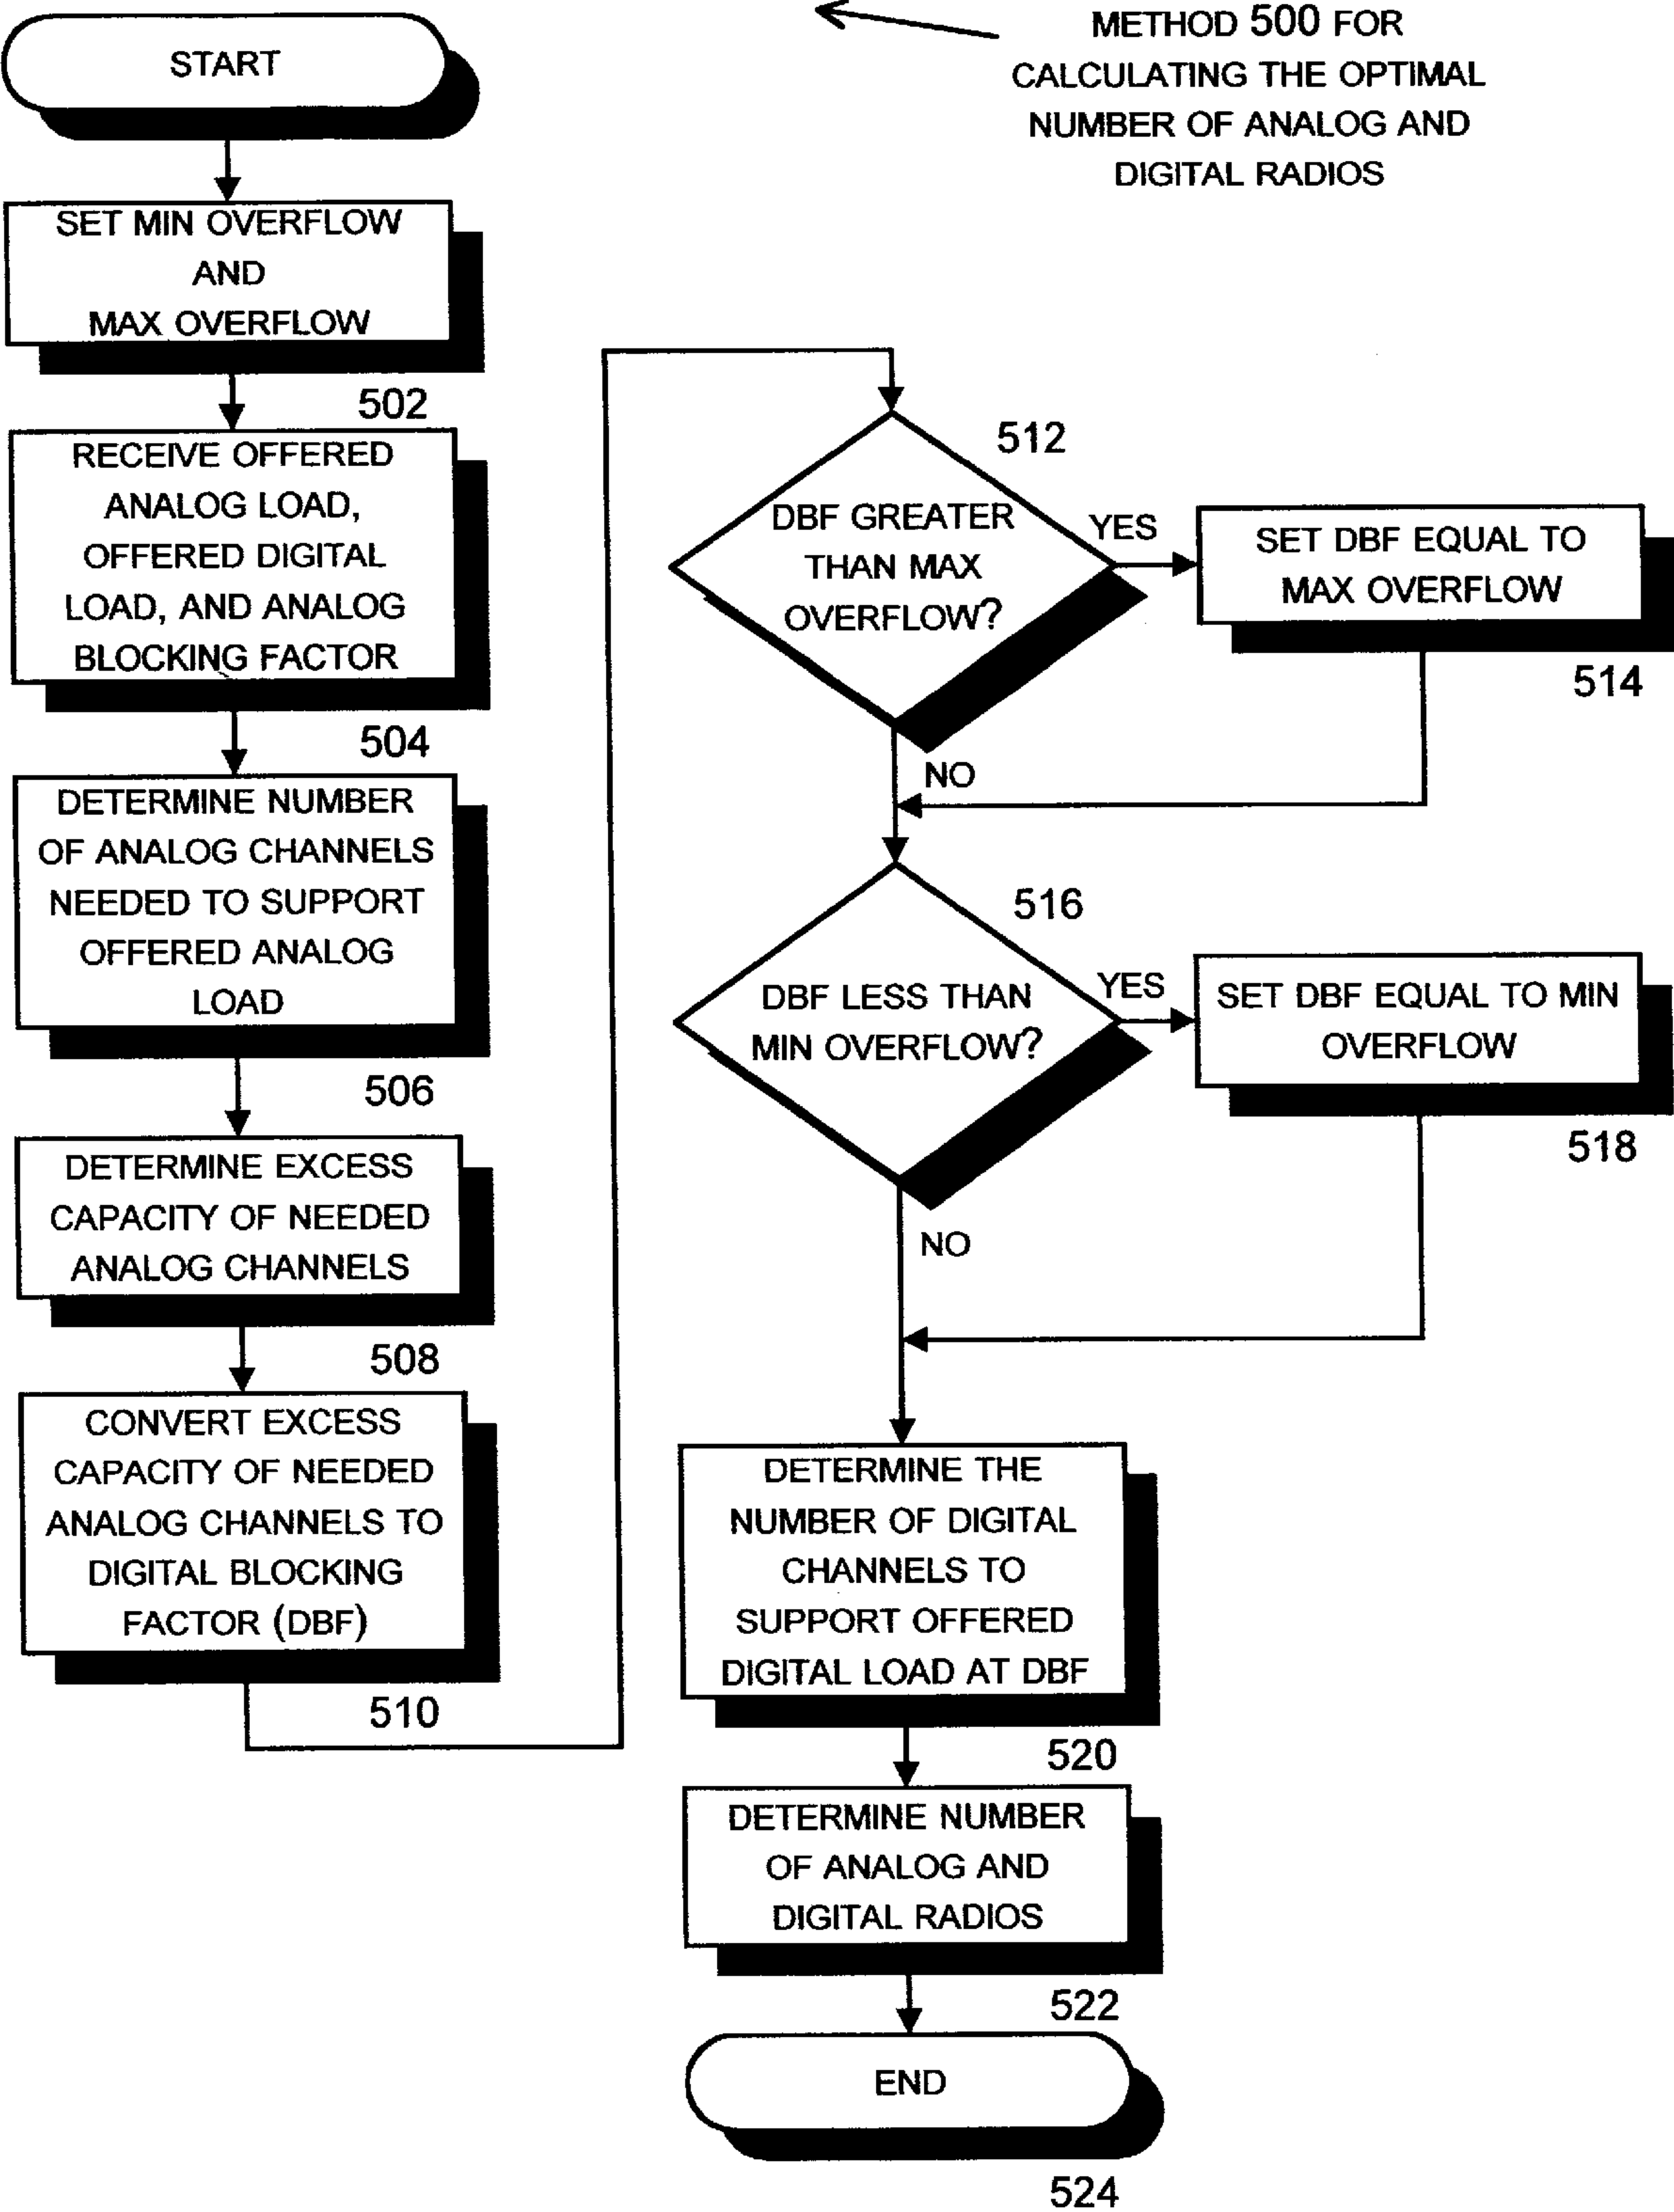 METHOD 500 FOR
CALCULATING THE OPTIMAL
NUMBER OF ANALOG AND
DIGITAL RADIOS
START
SET MIN OVERFLOW
AND
MAX OVERFLOW
502
RECEIVE OFFERED
ANALOG LOAD,
OFFERED DIGITAL
LOAD, AND ANALOG
BLOCKING FACTOR
504
DETERMINE NUMBER
OF ANALOG CHANNELS
NEEDED TO SUPPORT
OFFERED ANALOG
LOAD
506
DETERMINE EXCESS
CAPACITY OF NEEDED
ANALOG CHANNELS
508
CONVERT EXCESS
CAPACITY OF NEEDED
ANALOG CHANNELS TO
DIGITAL BLOCKING
FACTOR (DBF)
510
512
DBF GREATER
THAN MAX
OVERFLOW?
YES
SET DBF EQUAL TO
MAX OVERFLOW
514
NO
516
DBF LESS THAN
MIN OVERFLOW?
YES
SET DBF EQUAL TO MIN
OVERFLOW
518
NO
DETERMINE THE
NUMBER OF DIGITAL
CHANNELS TO
SUPPORT OFFERED
DIGITAL LOAD AT DBF
520
DETERMINE NUMBER
OF ANALOG AND
DIGITAL RADIOS
522
END
524